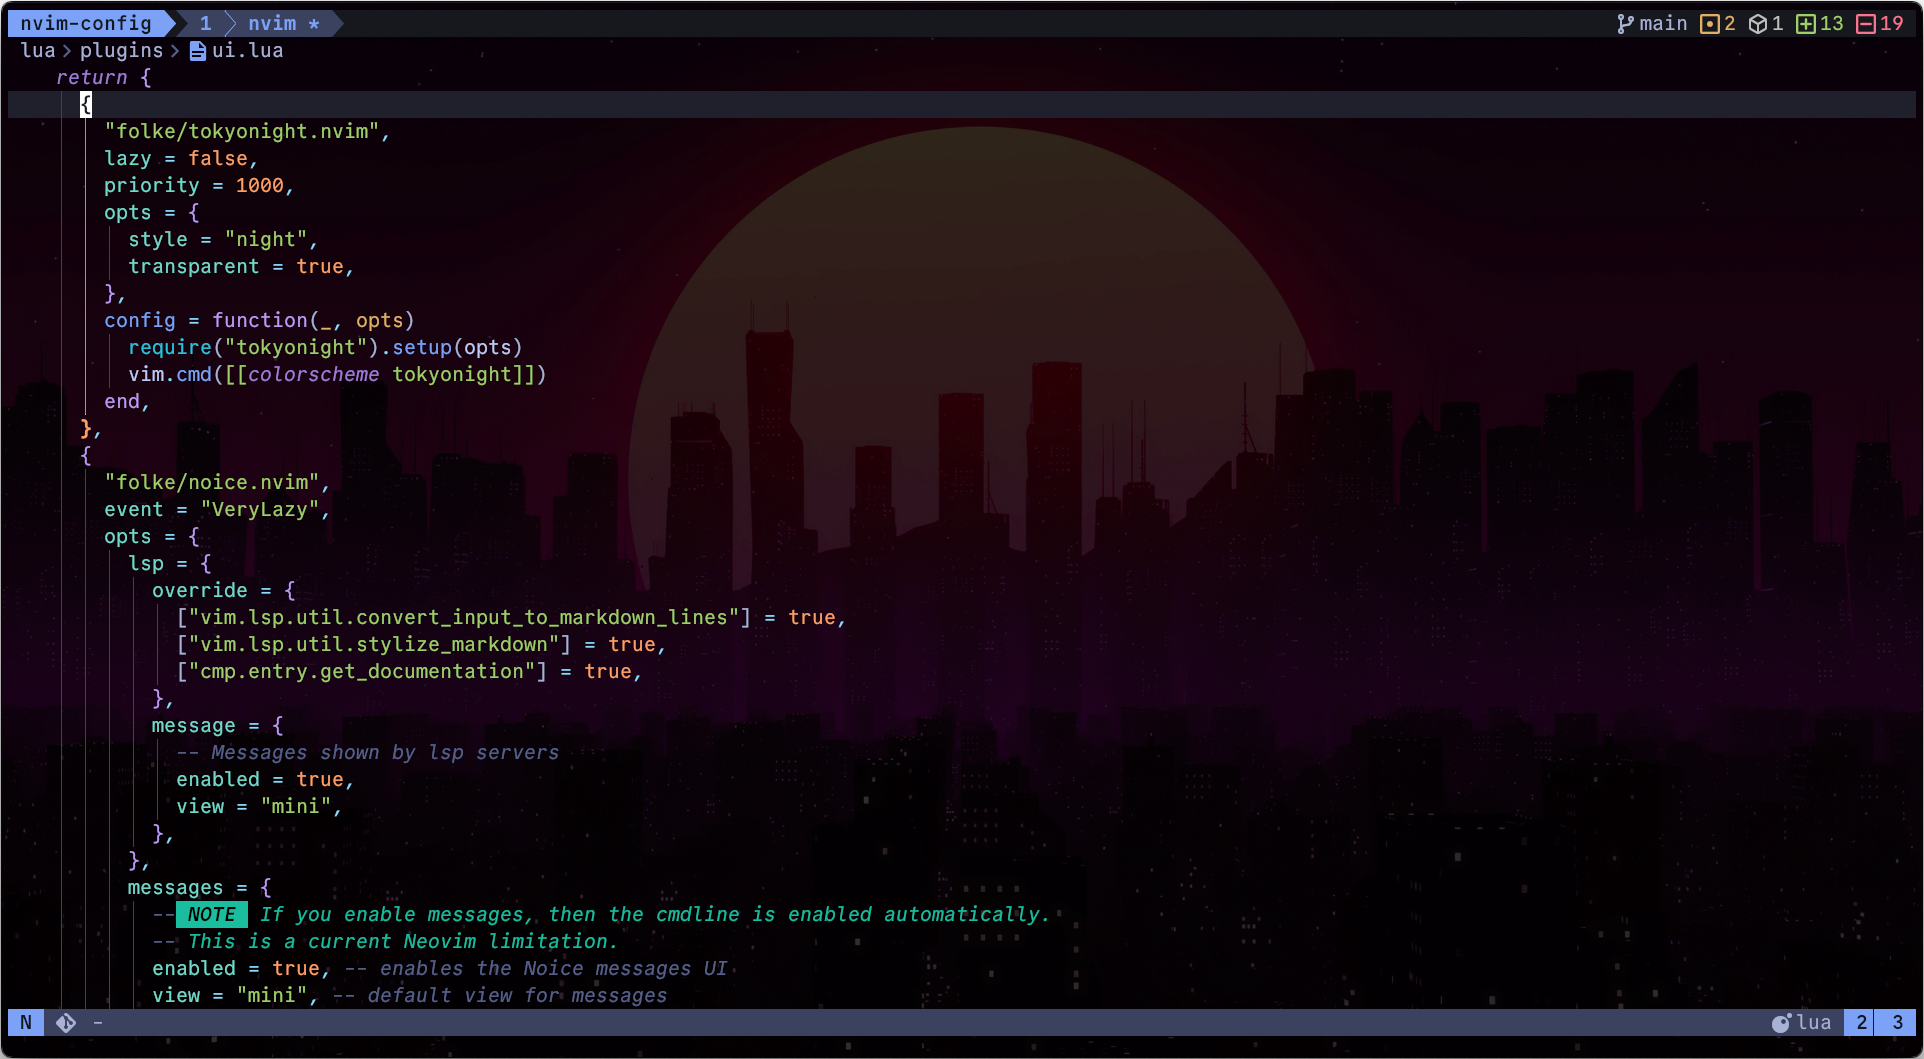 nvim-config 1 nvim * main 2 1 13 19
lua > plugins > ui.lua
return {
{
"folke/tokyonight.nvim",
lazy = false,
priority = 1000,
opts = {
style = "night",
transparent = true,
},
config = function(_, opts)
require("tokyonight").setup(opts)
vim.cmd([[colorscheme tokyonight]])
end,
},
{
"folke/noice.nvim",
event = "VeryLazy",
opts = {
lsp = {
override = {
["vim.lsp.util.convert_input_to_markdown_lines"] = true,
["vim.lsp.util.stylize_markdown"] = true,
["cmp.entry.get_documentation"] = true,
},
message = {
-- Messages shown by lsp servers
enabled = true,
view = "mini",
},
},
messages = {
-- NOTE If you enable messages, then the cmdline is enabled automatically.
-- This is a current Neovim limitation.
enabled = true, -- enables the Noice messages UI
view = "mini", -- default view for messages
N - lua 2 3